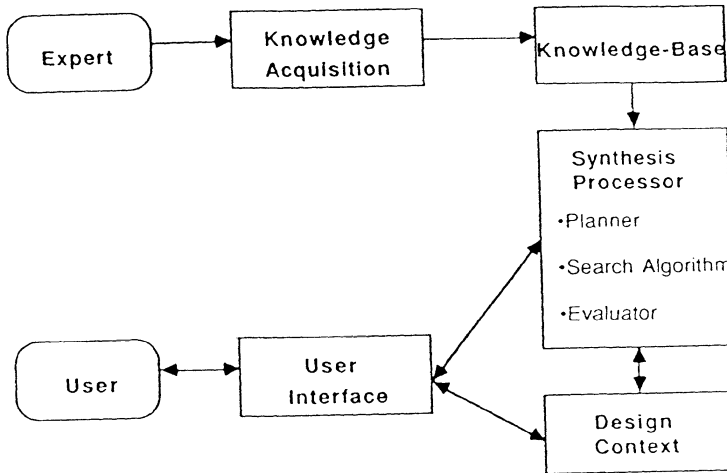 Expert
Knowledge
Acquisition
Knowledge-Base
Synthesis
Processor
•Planner
•Search Algorithm
•Evaluator
User
User
Interface
Design
Context